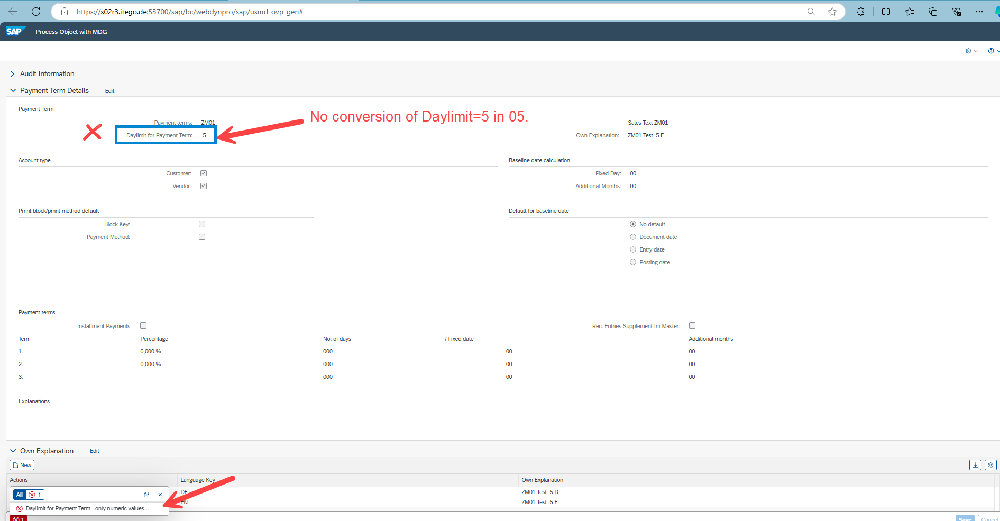 https://s02r3.itego.de:53700/sap/bc/webdynpro/sap/usmd_ovp_gen#
SAP Process Object with MDG
Audit Information
Payment Term Details Edit
Payment Term
No conversion of Daylimit=5 in 05.
Payment terms: ZM01 Sales Text ZM01
Daylimit for Payment Term: 5 Own Explanation: ZM01 Test  5 E
Account type Baseline date calculation
Customer: Fixed Day: 00
Vendor: Additional Months: 00
Pmnt block/pmnt method default Default for baseline date
Block Key: No default
Payment Method: Document date
Entry date
Posting date
Payment terms
Installment Payments: Rec. Entries Supplement fm Master:
Term Percentage No. of days / Fixed date Additional months
1. 0,000 % 000 00 00
2. 0,000 % 000 00 00
3. 000 00 00
Explanations
Own Explanation Edit
New
Actions Language Key Own Explanation
All 1 DE ZM01 Test  5 D
EN ZM01 Test  5 E
Daylimit for Payment Term - only numeric values...
1 Save Cancel